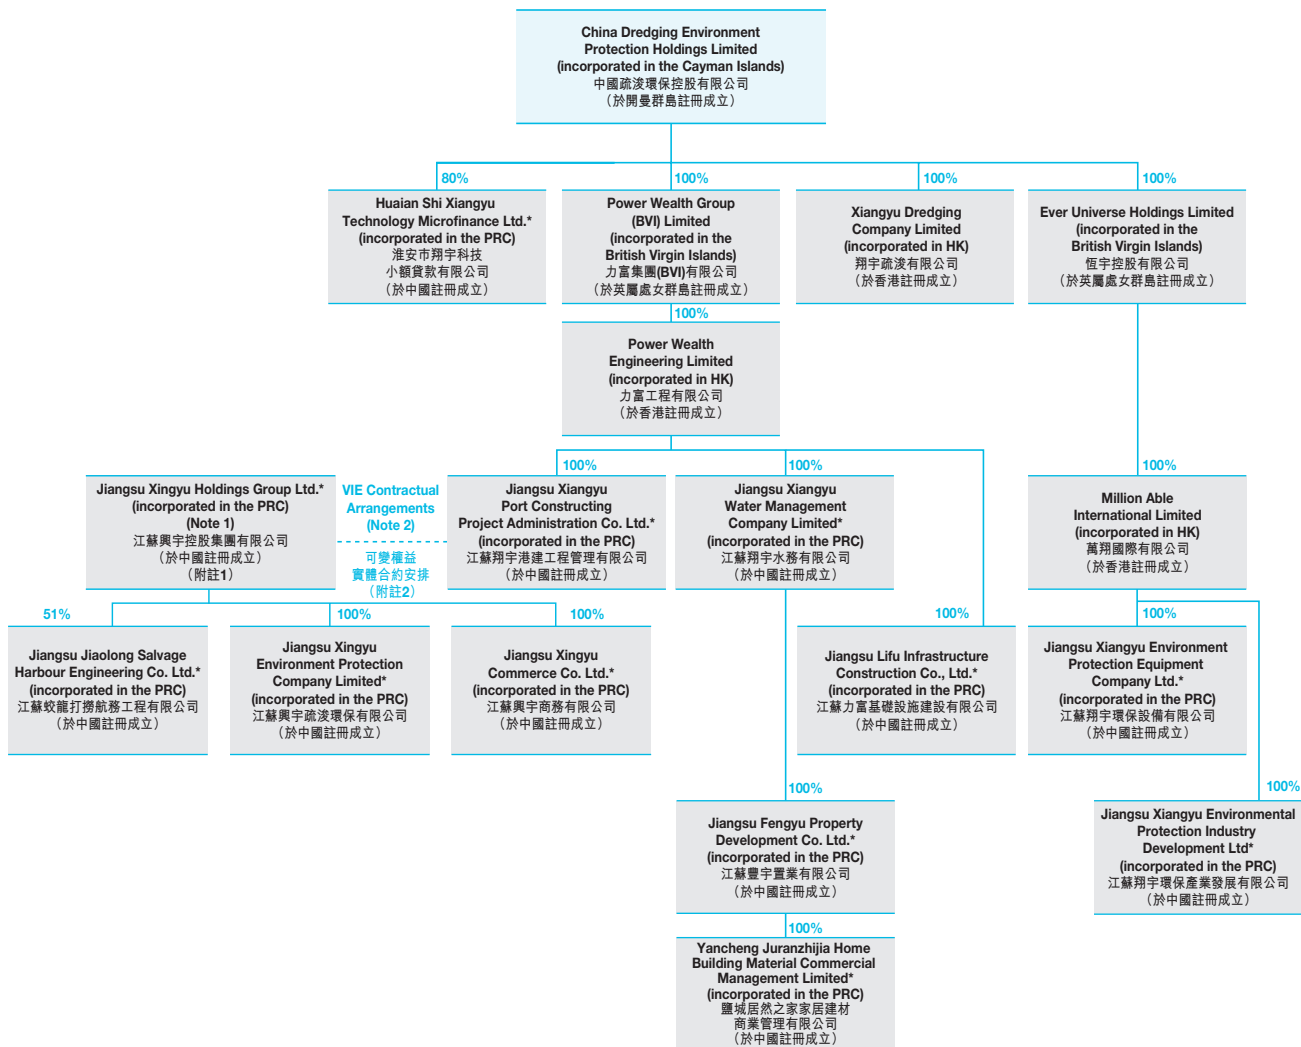 China Dredging Environment
Protection Holdings Limited
(incorporated in the Cayman Islands)
中國疏浚環保控股有限公司
（於開曼群島註冊成立）
80%
100%
100%
100%
Huaian Shi Xiangyu
Technology Microfinance Ltd.*
(incorporated in the PRC)
淮安市翔宇科技
小額貸款有限公司
（於中國註冊成立）
Power Wealth Group
(BVI) Limited
(incorporated in the
British Virgin Islands)
力富集團(BVI)有限公司
（於英屬處女群島註冊成立）
Xiangyu Dredging
Company Limited
(incorporated in HK)
翔宇疏浚有限公司
（於香港註冊成立）
Ever Universe Holdings Limited
(incorporated in the
British Virgin Islands)
恆宇控股有限公司
（於英屬處女群島註冊成立）
100%
Power Wealth
Engineering Limited
(incorporated in HK)
力富工程有限公司
（於香港註冊成立）
100%
100%
100%
Jiangsu Xingyu Holdings Group Ltd.*
(incorporated in the PRC)
(Note 1)
江蘇興宇控股集團有限公司
（於中國註冊成立）
（附註1）
VIE Contractual
Arrangements
(Note 2)
可變權益
實體合約安排
（附註2）
Jiangsu Xiangyu
Port Constructing
Project Administration Co. Ltd.*
(incorporated in the PRC)
江蘇翔宇港建工程管理有限公司
（於中國註冊成立）
Jiangsu Xiangyu
Water Management
Company Limited*
(incorporated in the PRC)
江蘇翔宇水務有限公司
（於中國註冊成立）
Million Able
International Limited
(incorporated in HK)
萬翔國際有限公司
（於香港註冊成立）
51%
100%
100%
100%
100%
Jiangsu Jiaolong Salvage
Harbour Engineering Co. Ltd.*
(incorporated in the PRC)
江蘇蛟龍打撈航務工程有限公司
（於中國註冊成立）
Jiangsu Xingyu
Environment Protection
Company Limited*
(incorporated in the PRC)
江蘇興宇疏浚環保有限公司
（於中國註冊成立）
Jiangsu Xingyu
Commerce Co. Ltd.*
(incorporated in the PRC)
江蘇興宇商務有限公司
（於中國註冊成立）
Jiangsu Lifu Infrastructure
Construction Co., Ltd.*
(incorporated in the PRC)
江蘇力富基礎設施建設有限公司
（於中國註冊成立）
Jiangsu Xiangyu Environment
Protection Equipment
Company Ltd.*
(incorporated in the PRC)
江蘇翔宇環保設備有限公司
（於中國註冊成立）
100%
100%
Jiangsu Fengyu Property
Development Co. Ltd.*
(incorporated in the PRC)
江蘇豐宇置業有限公司
（於中國註冊成立）
Jiangsu Xiangyu Environmental
Protection Industry
Development Ltd*
(incorporated in the PRC)
江蘇翔宇環保產業發展有限公司
（於中國註冊成立）
100%
Yancheng Juranzhijia Home
Building Material Commercial
Management Limited*
(incorporated in the PRC)
鹽城居然之家家居建材
商業管理有限公司
（於中國註冊成立）